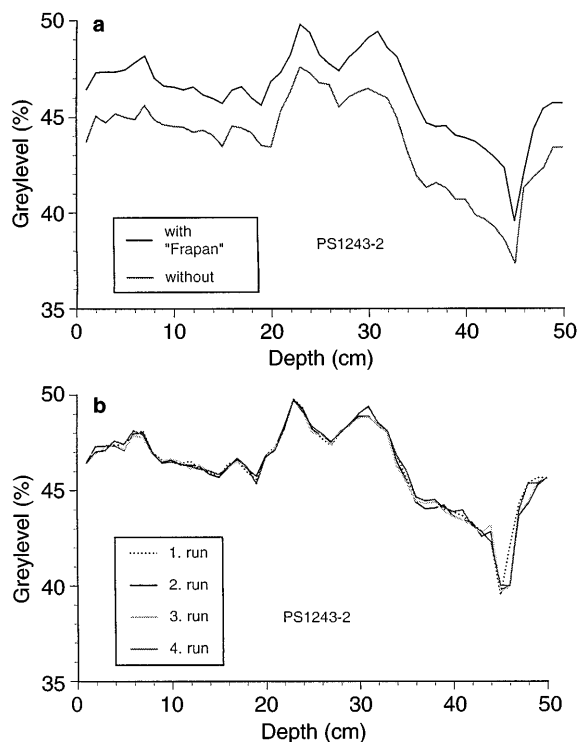 a
50
45
40
35
Greylevel (%)
with
"Frapan"
without
PS1243-2
0 10 20 30 40 50
Depth (cm)
b
50
45
40
35
Greylevel (%)
1. run
2. run
3. run
4. run
PS1243-2
0 10 20 30 40 50
Depth (cm)